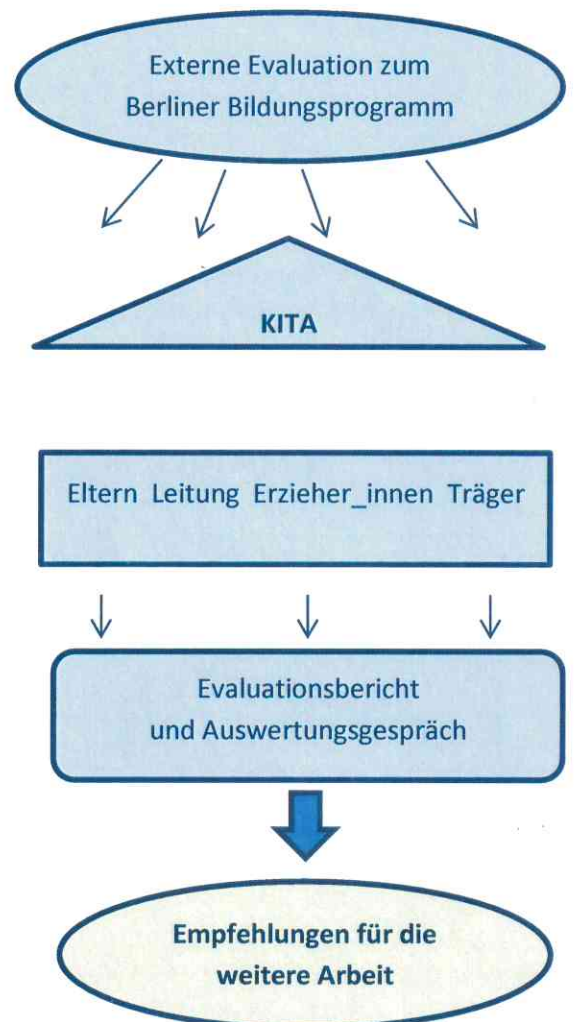 Externe Evaluation zum
Berliner Bildungsprogramm
KITA
Eltern Leitung Erzieher_innen Träger
Evaluationsbericht
und Auswertungsgespräch
Empfehlungen für die
weitere Arbeit